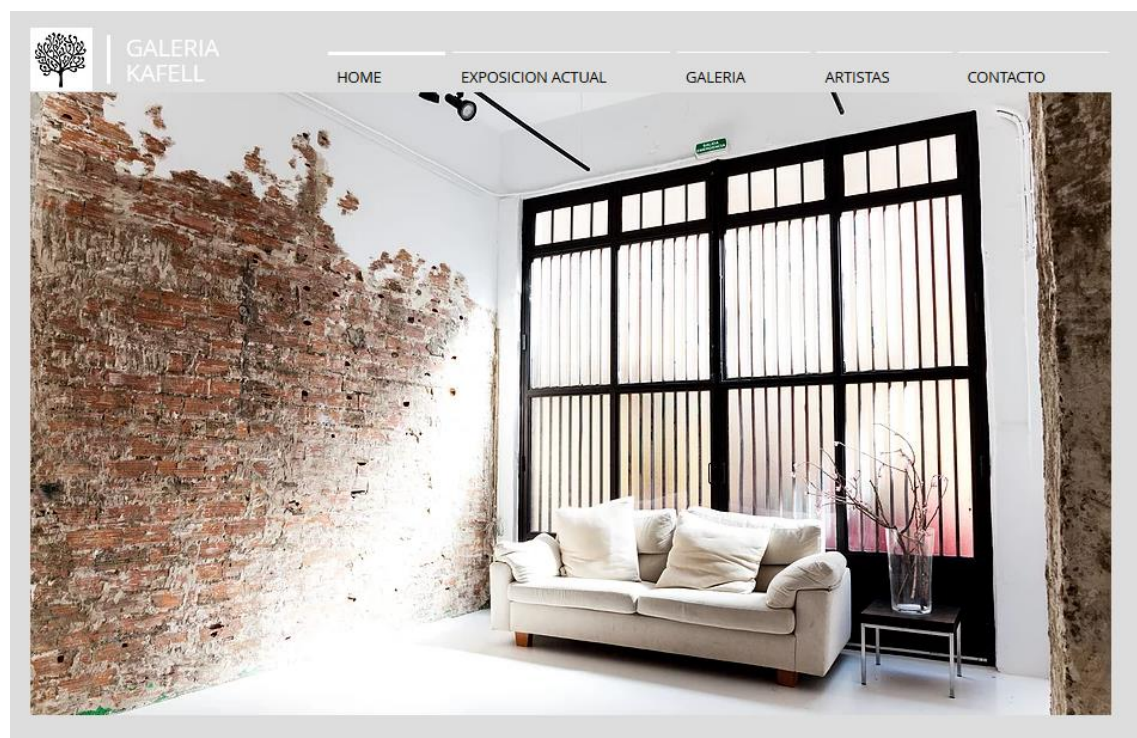 GALERIA
KAFELL
HOME
EXPOSICION ACTUAL
GALERIA
ARTISTAS
CONTACTO